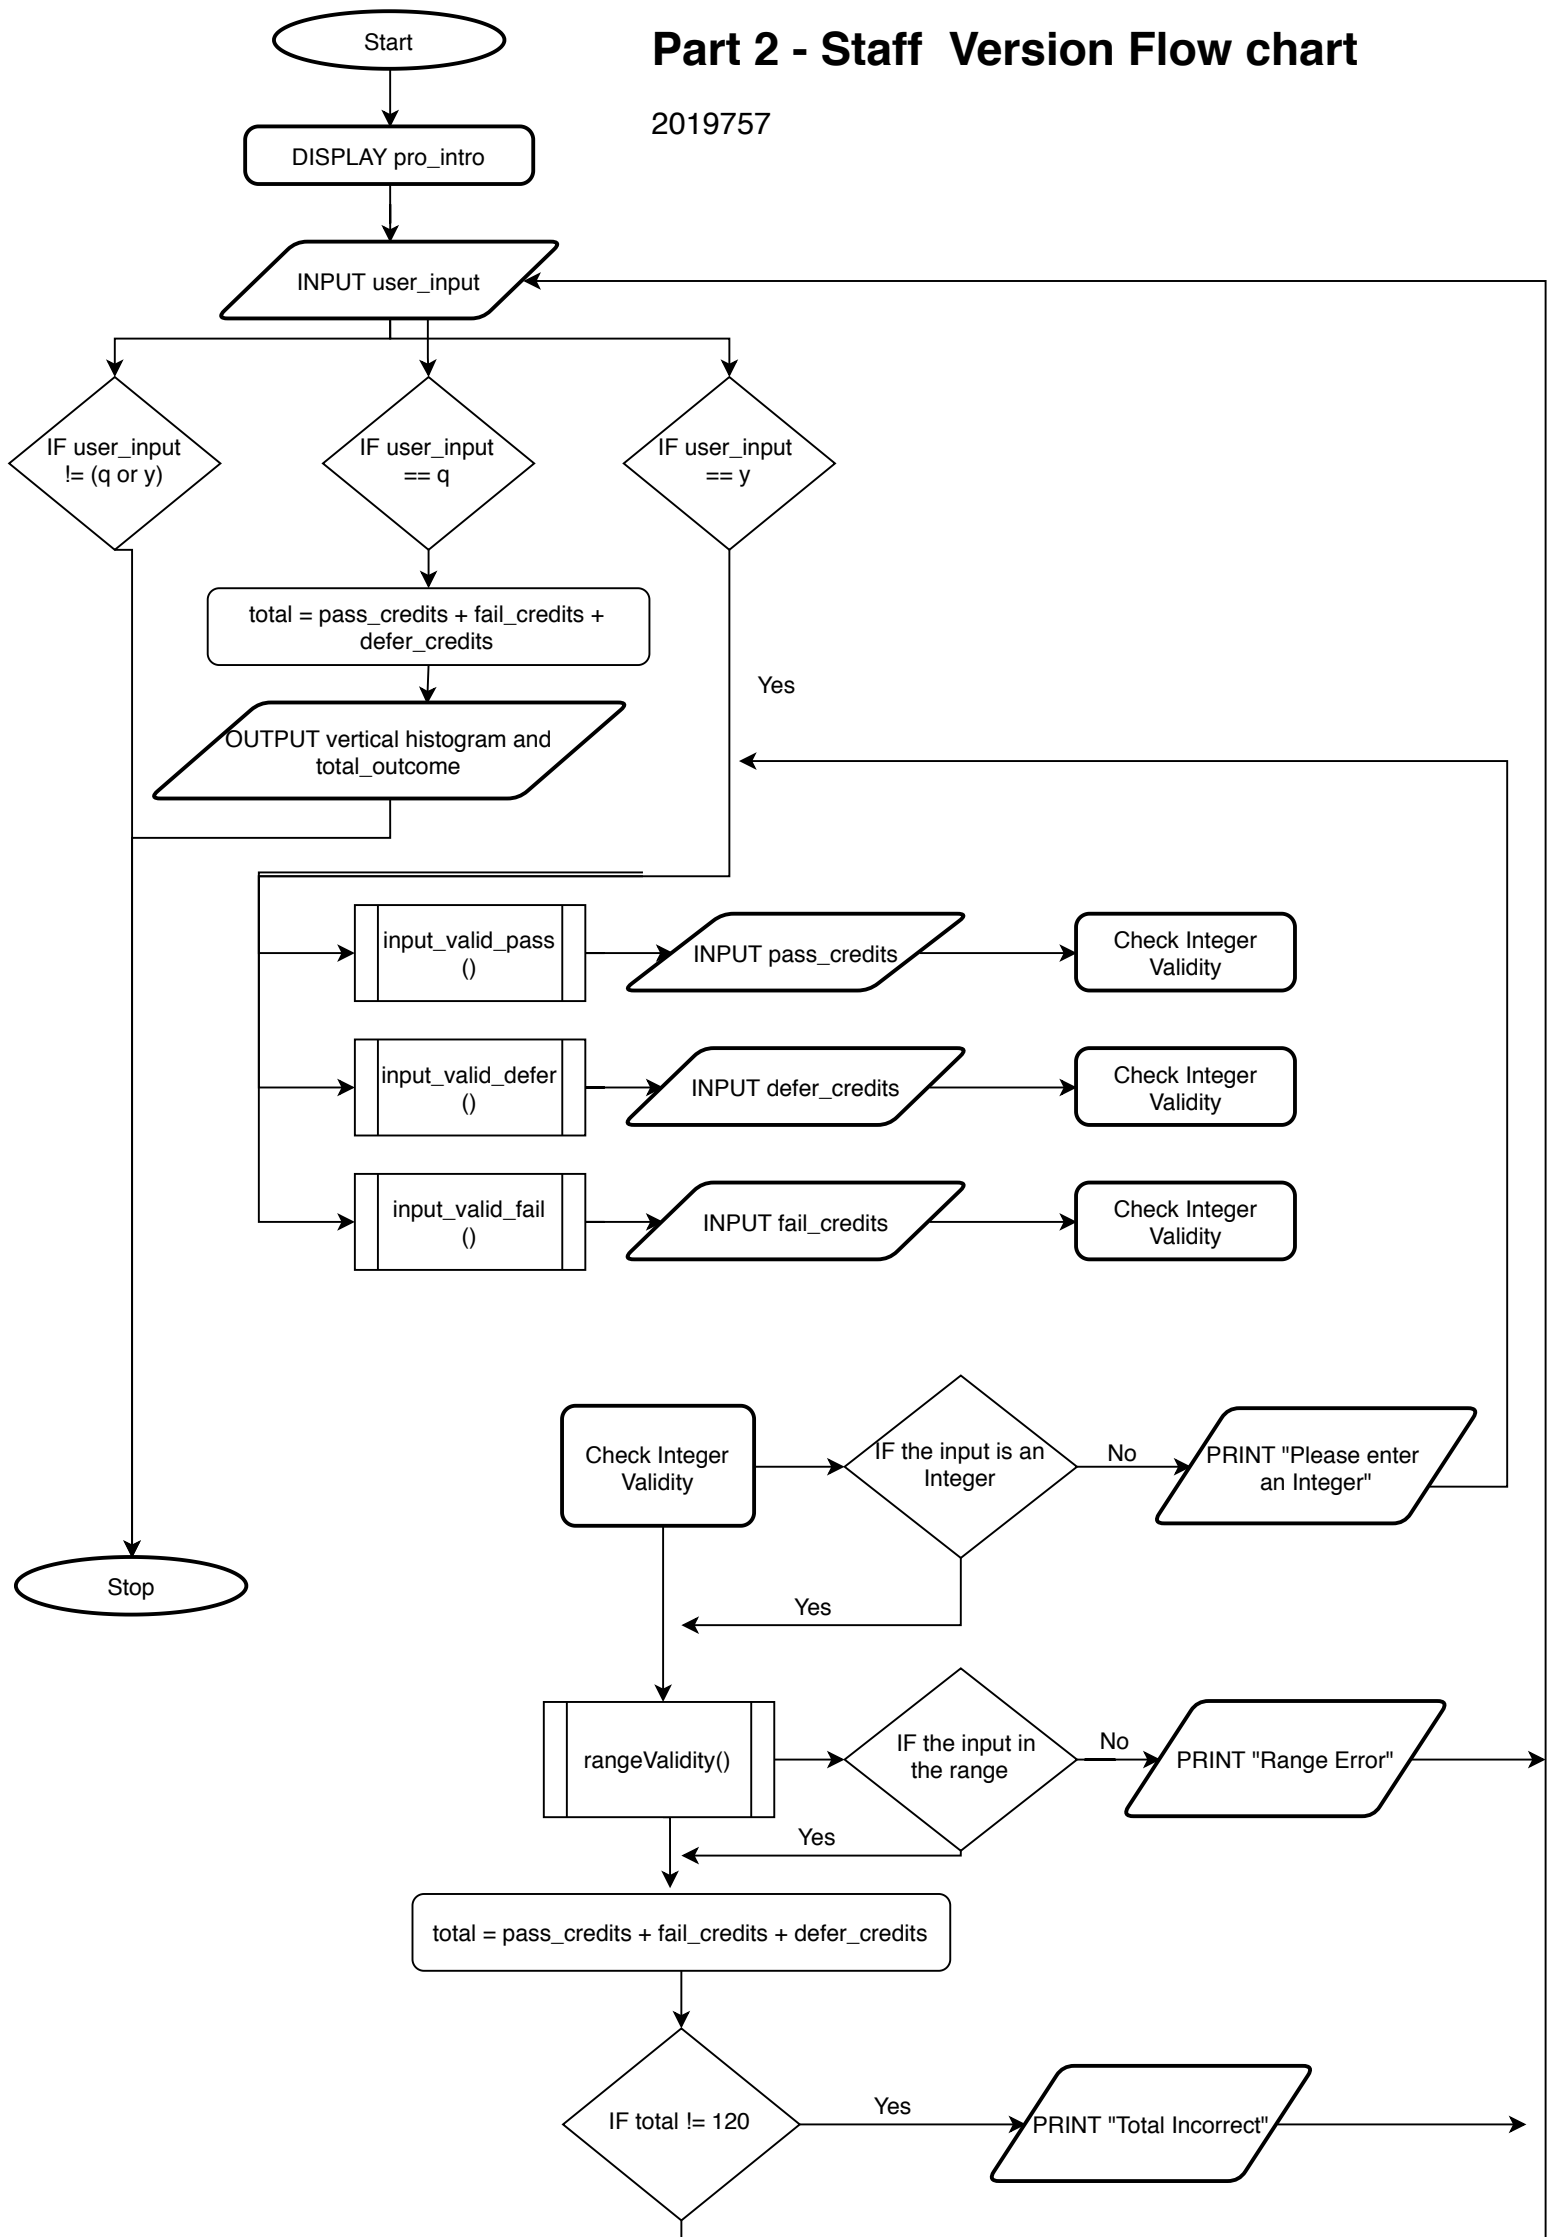 Start
Part 2 - Staff  Version Flow chart
2019757
DISPLAY pro_intro
INPUT user_input
IF user_input
!= (q or y)
IF user_input
== q
IF user_input
== y
total = pass_credits + fail_credits +
defer_credits
Yes
OUTPUT vertical histogram and
total_outcome
input_valid_pass
()
INPUT pass_credits
Check Integer
Validity
input_valid_defer
()
INPUT defer_credits
Check Integer
Validity
input_valid_fail
()
INPUT fail_credits
Check Integer
Validity
Check Integer
Validity
IF the input is an
Integer
No
PRINT "Please enter
an Integer"
Stop
Yes
rangeValidity()
IF the input in
the range
No
PRINT "Range Error"
Yes
total = pass_credits + fail_credits + defer_credits
IF total != 120
Yes
PRINT "Total Incorrect"